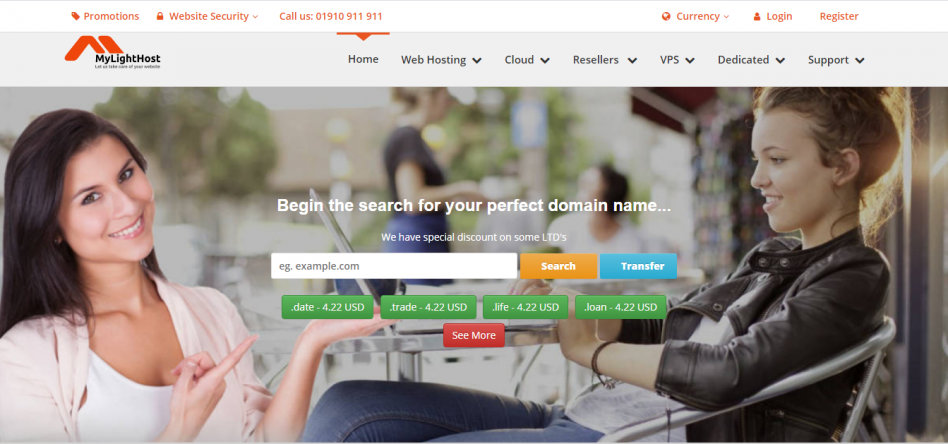 Promotions Website Security Call us: 01910 911 911 Currency Login Register
MyLightHost
Let us take care of your website
Home Web Hosting Cloud Resellers VPS Dedicated Support
Begin the search for your perfect domain name...
We have special discount on some LTD's
eg. example.com Search Transfer
.date - 4.22 USD .trade - 4.22 USD .life - 4.22 USD .loan - 4.22 USD
See More